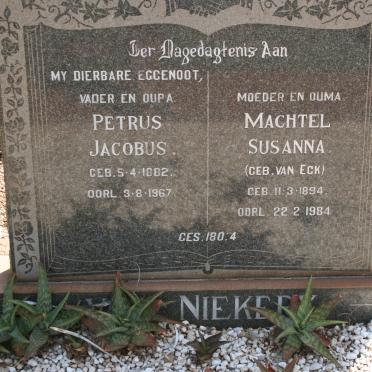 Ter Dagedagtenis Aan
MY DIERBARE EGGENOOT,
VADER EN OUPA
PETRUS
JACOBUS.
GEB. 5-4-1882.
OORL. 3-8-1967
MOEDER EN OUMA.
MACHTEL
SUSANNA.
(GEB. VAN ECK)
GEB. 11-3-1894.
OORL. 22-2-1984
GES. 180:4
NIEKERK